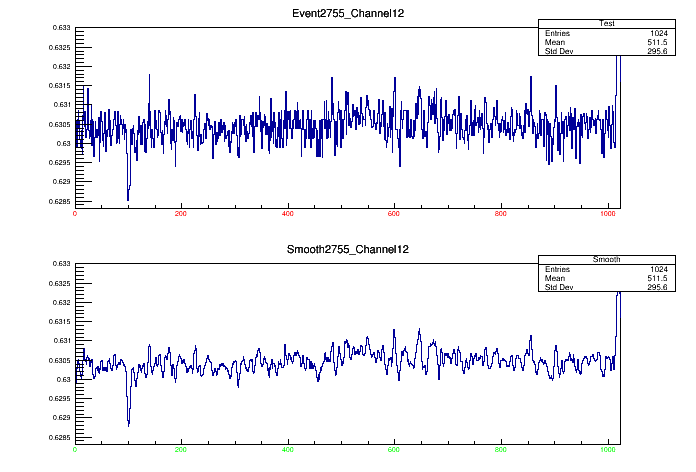 Event2755_Channel12
Test
Entries 1024
Mean 511.5
Std Dev 295.6
0.633
0.6325
0.632
0.6315
0.631
0.6305
0.63
0.6295
0.629
0.6285
0 200 400 600 800 1000
Smooth2755_Channel12
Smooth
Entries 1024
Mean 511.5
Std Dev 295.6
0.633
0.6325
0.632
0.6315
0.631
0.6305
0.63
0.6295
0.629
0.6285
0 200 400 600 800 1000